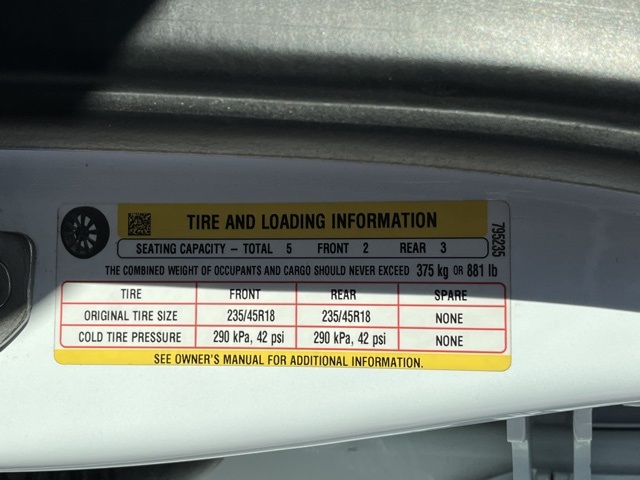 TIRE AND LOADING INFORMATION
795235
SEATING CAPACITY – TOTAL 5 FRONT 2 REAR 3
THE COMBINED WEIGHT OF OCCUPANTS AND CARGO SHOULD NEVER EXCEED 375 kg OR 881 lb
TIRE FRONT REAR SPARE
ORIGINAL TIRE SIZE 235/45R18 235/45R18 NONE
COLD TIRE PRESSURE 290 kPa, 42 psi 290 kPa, 42 psi NONE
SEE OWNER'S MANUAL FOR ADDITIONAL INFORMATION.